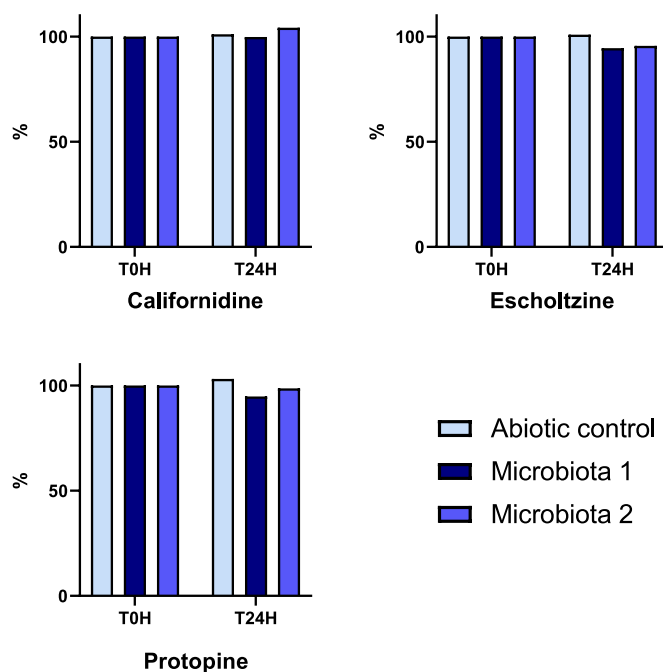 100
50
0
%
T0H
T24H
Californidine
100
50
0
%
T0H
T24H
Escholtzine
100
50
0
%
T0H
T24H
Protopine
Abiotic control
Microbiota 1
Microbiota 2